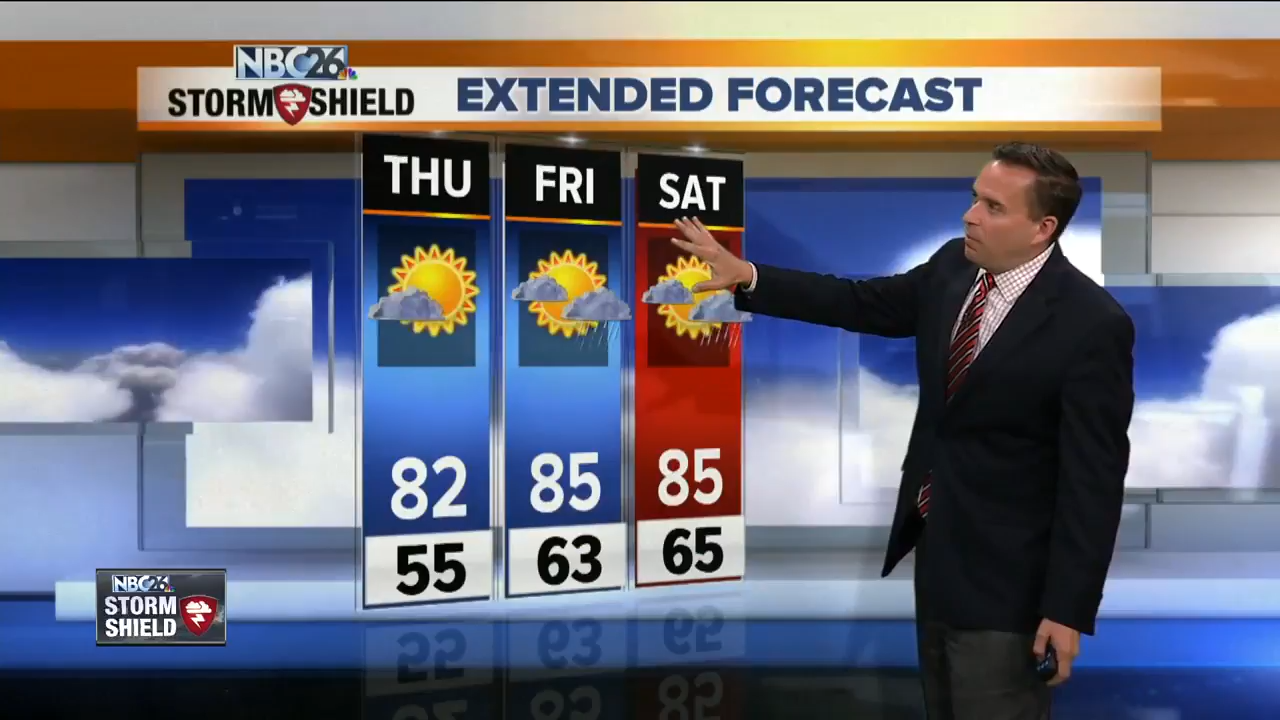 NBC26
STORM SHIELD
EXTENDED FORECAST
THU
FRI
SAT
82
85
85
55
63
65
NBC26
STORM
SHIELD